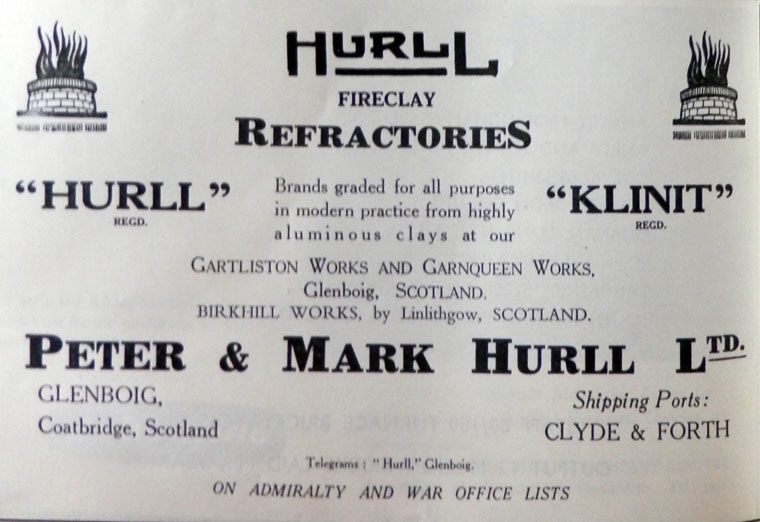 HURLL
FIRECLAY
REFRACTORIES
"HURLL"
REGD.
Brands graded for all purposes
in modern practice from highly
aluminous clays at our
"KLINIT"
REGD.
GARTLISTON WORKS AND GARNQUEEN WORKS,
Glenboig, SCOTLAND.
BIRKHILL WORKS, by Linlithgow, SCOTLAND.
PETER & MARK HURLL LTD.
GLENBOIG,
Coatbridge, Scotland
Shipping Ports:
CLYDE & FORTH
Telegrams: "Hurll," Glenboig.
ON ADMIRALTY AND WAR OFFICE LISTS